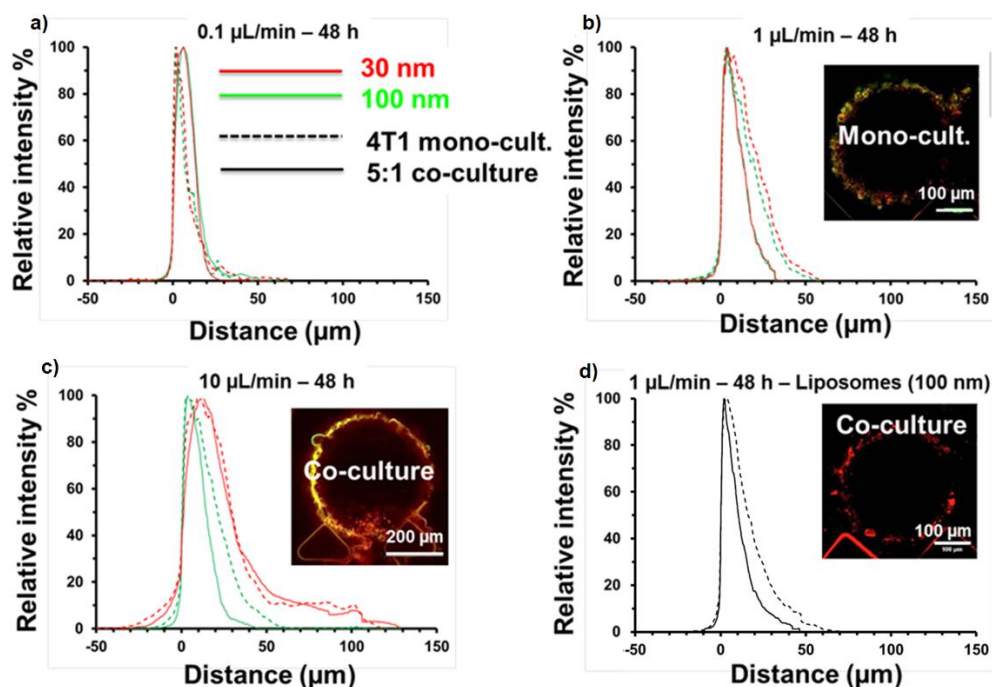 a)
0.1 µL/min – 48 h
Relative intensity %
100
80
60
40
20
0
30 nm
100 nm
4T1 mono-cult.
5:1 co-culture
-50 0 50 100 150
Distance (µm)
b)
1 µL/min – 48 h
Relative intensity %
100
80
60
40
20
0
Mono-cult.
100 µm
-50 0 50 100 150
Distance (µm)
c)
10 µL/min – 48 h
Relative intensity %
100
80
60
40
20
0
Co-culture
200 µm
-50 0 50 100 150
Distance (µm)
d)
1 µL/min – 48 h – Liposomes (100 nm)
Relative intensity %
100
80
60
40
20
0
Co-culture
100 µm
100 µm
-50 0 50 100 150
Distance (µm)